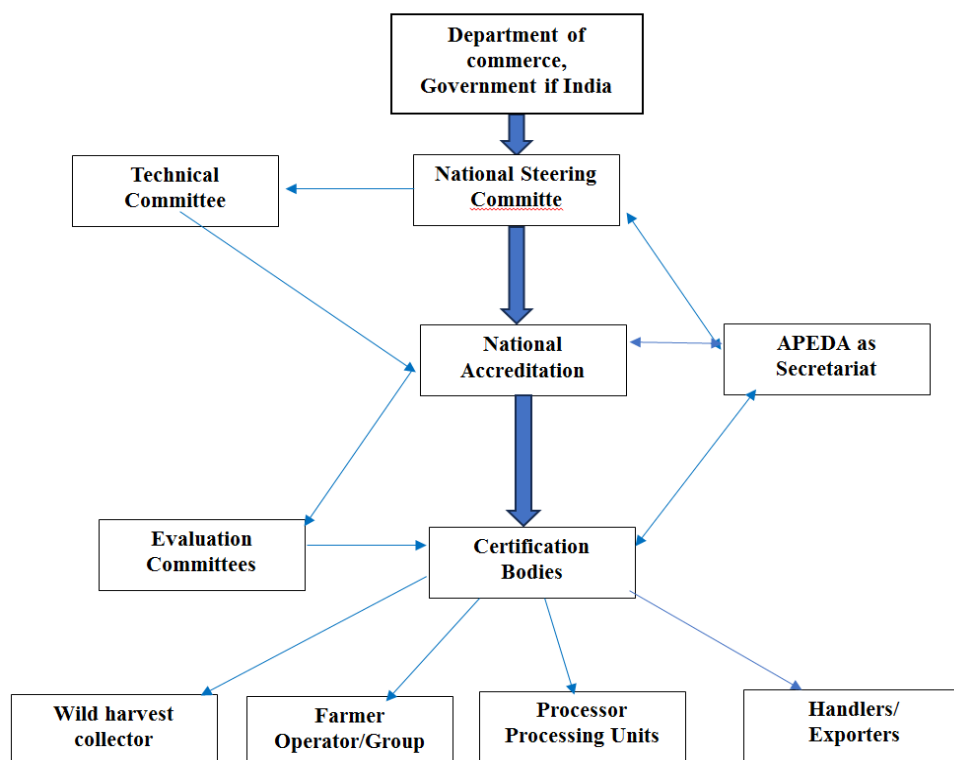 Department of
commerce,
Government if India
National Steering
Committe
Technical
Committee
National
Accreditation
APEDA as
Secretariat
Evaluation
Committees
Certification
Bodies
Wild harvest
collector
Farmer
Operator/Group
Processor
Processing Units
Handlers/
Exporters